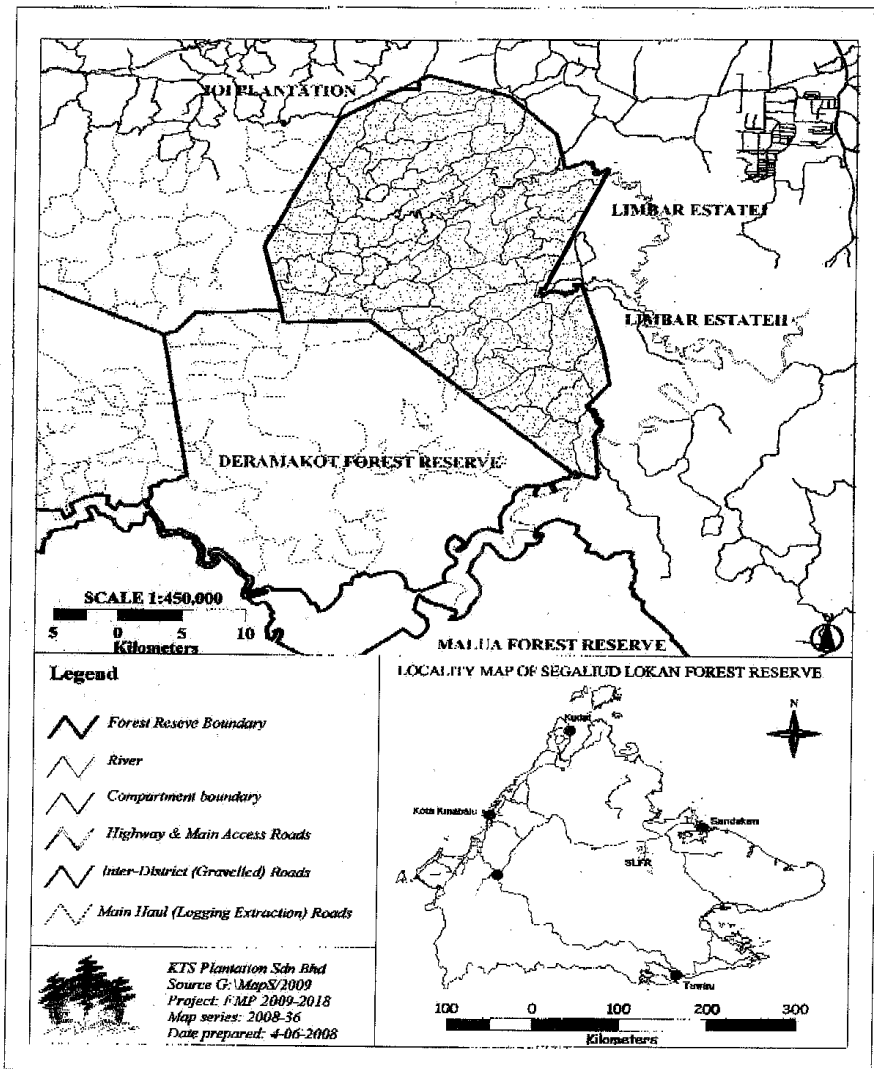 IOI PLANTATION
LIMBAR ESTATEI
LIMBAR ESTATEII
DERAMAKOT FOREST RESERVE
SCALE 1:450,000
5 0 5 10
Kilometers
MALUA FOREST RESERVE
N
Legend
Forest Reseve Boundary
River
Compartment boundary
Highway & Main Access Roads
Inter-District (Gravelled) Roads
Main Haul (Logging Extraction) Roads
KTS Plantation Sdn Bhd
Source G:\MapS/2009
Project: FMP 2009-2018
Map series: 2008-36
Date prepared: 4-06-2008
LOCALITY MAP OF SEGALIUD LOKAN FOREST RESERVE
N
Kudat
Kota Kinabalu
Sandakan
SLFR
Tawau
100 0 100 200 300
Kilometers